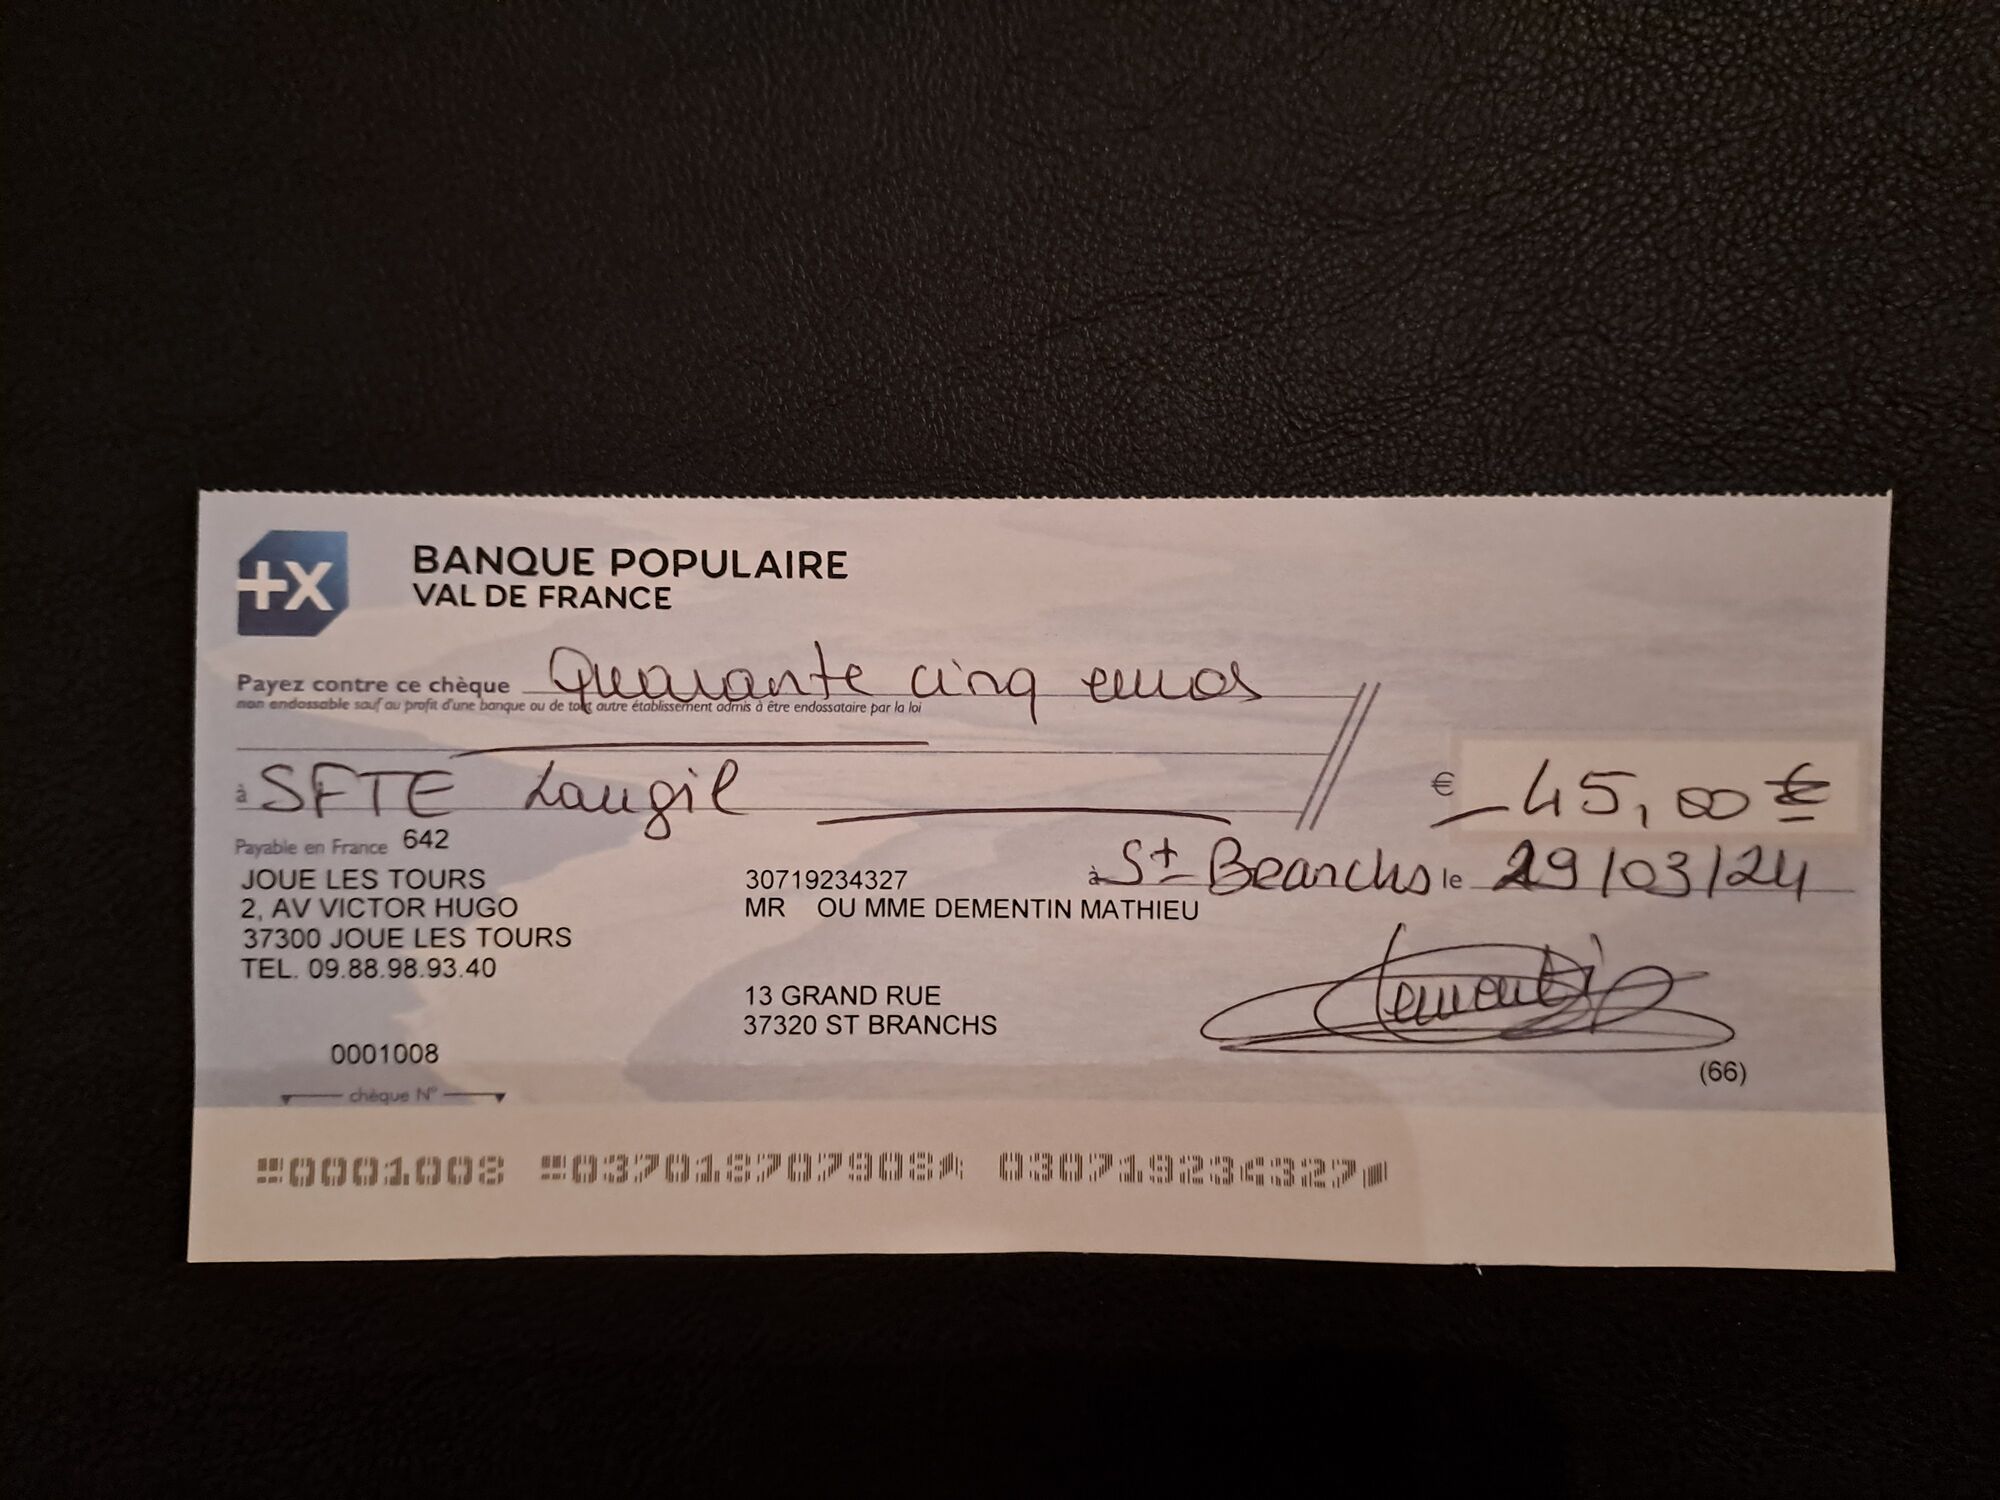 +X
BANQUE POPULAIRE
VAL DE FRANCE
Payez contre ce chèque Quarante cinq euros
non endossable sauf au profit d'une banque ou de tout autre établissement admis à être endossataire par la loi
à SFTE Laugil
€ 45,00 €
Payable en France 642
JOUE LES TOURS
2, AV VICTOR HUGO
37300 JOUE LES TOURS
TEL. 09.88.98.93.40
30719234327
MR OU MME DEMENTIN MATHIEU
13 GRAND RUE
37320 ST BRANCHS
à St Branchs le 29/03/24
Dementin
(66)
0001008
chèque N°
0001008 037018707908 030719234327